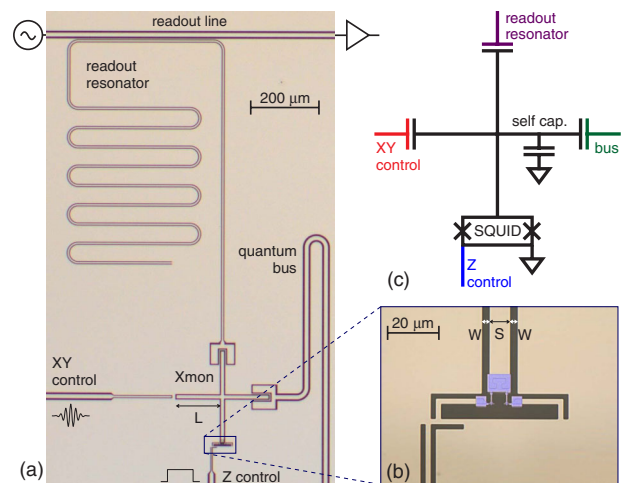 readout line
readout
resonator
200 μm
quantum
bus
XY
control
Xmon
L
Z control
(a)
readout
resonator
self cap.
XY
control
bus
SQUID
Z
control
(c)
20 μm
W S W
(b)